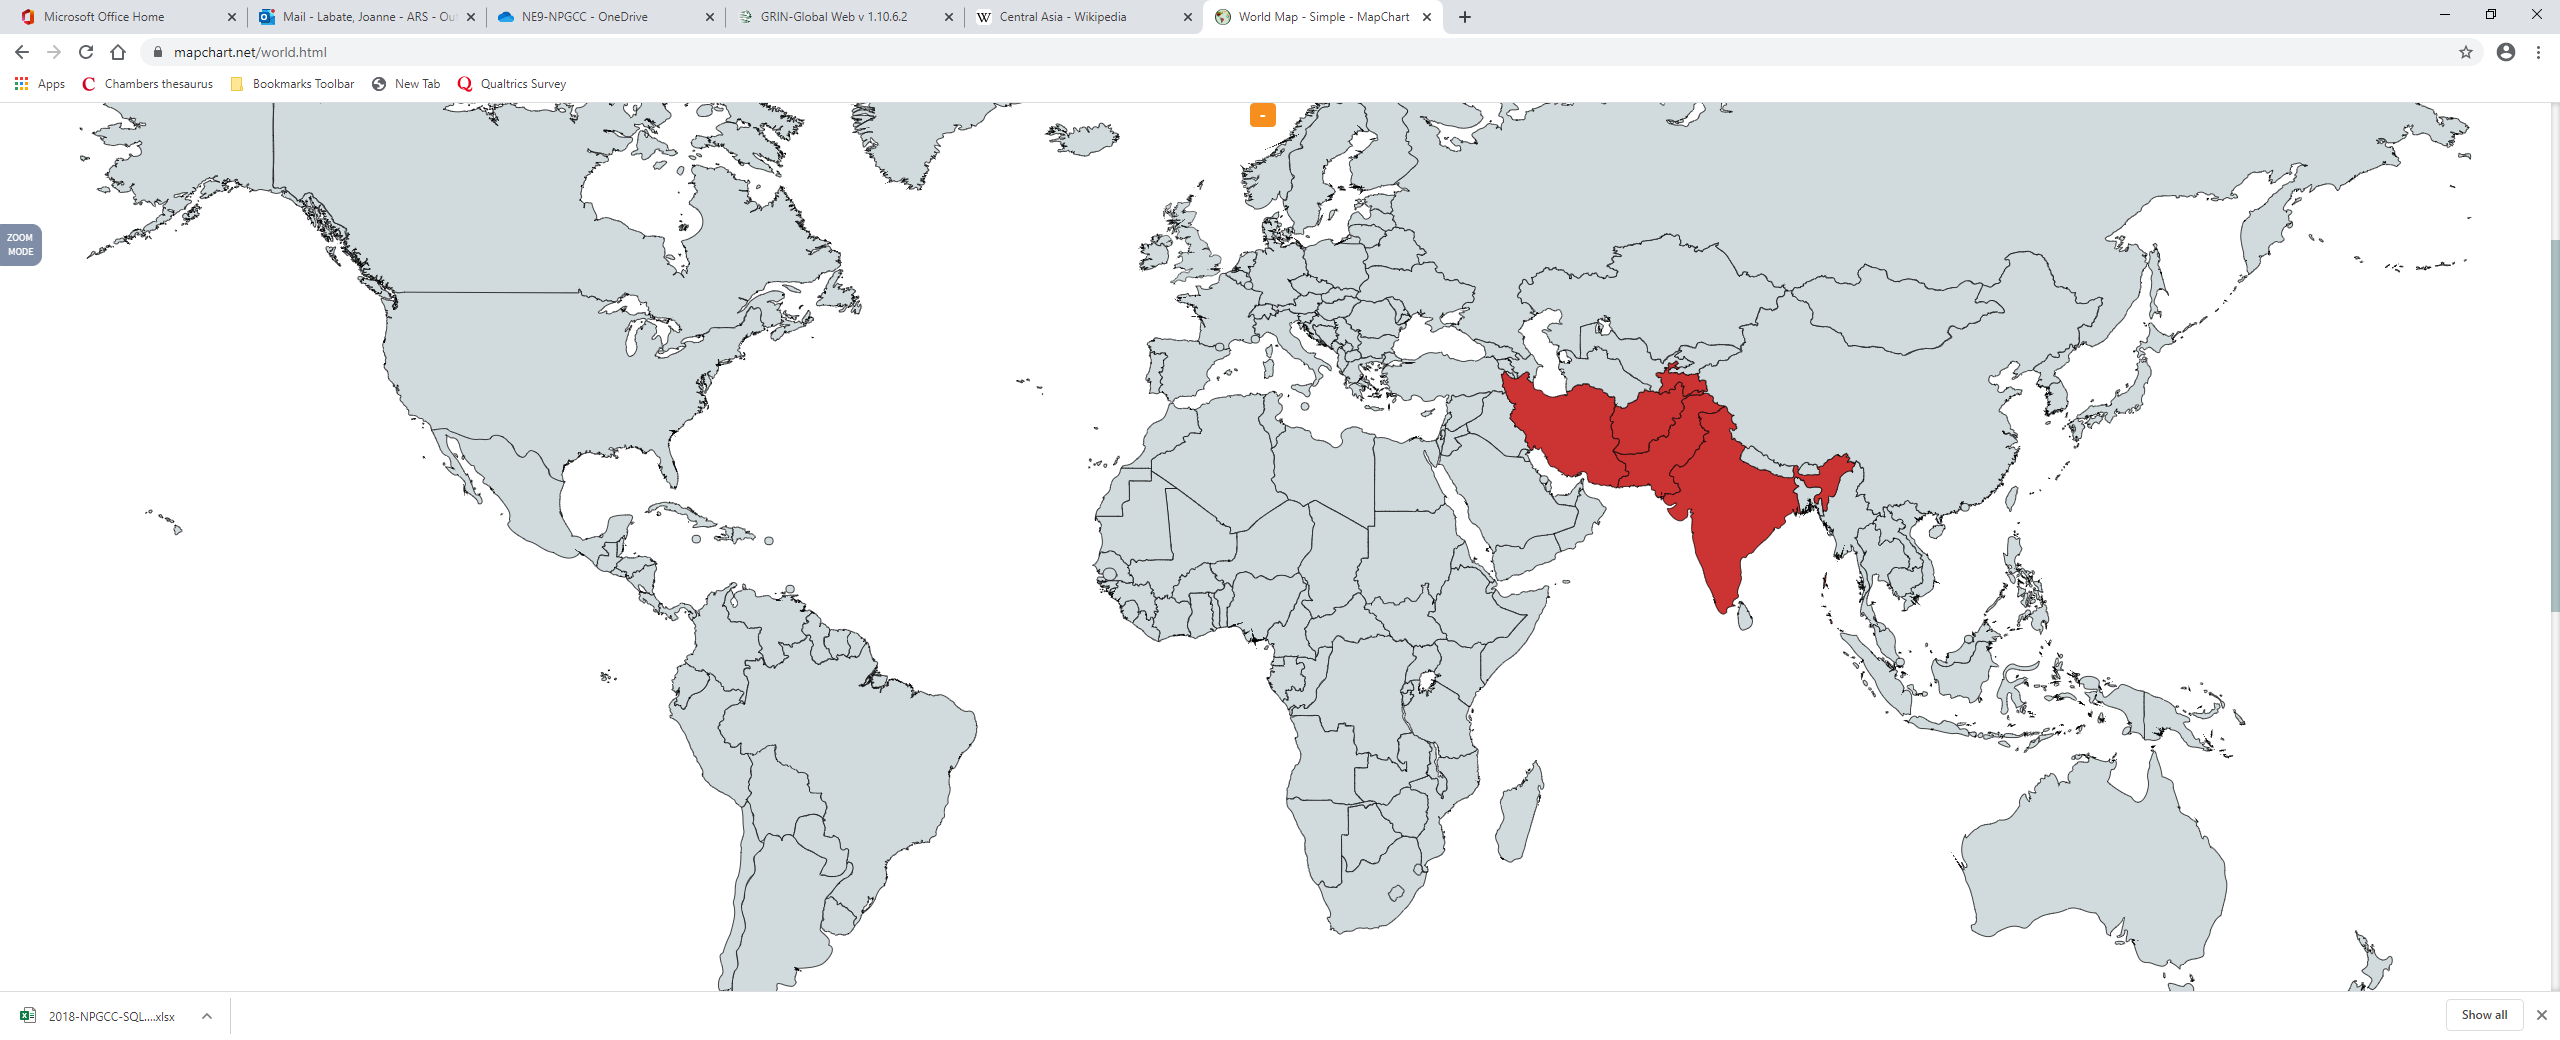 Microsoft Office Home
Mail - Labate, Joanne - ARS - Ou
NE9-NPGCC - OneDrive
GRIN-Global Web v 1.10.6.2
W Central Asia - Wikipedia
World Map - Simple - MapChart
mapchart.net/world.html
Apps
C Chambers thesaurus
Bookmarks Toolbar
New Tab
Q Qualtrics Survey
-
ZOOM
MODE
2018-NPGCC-SQL....xlsx
Show all